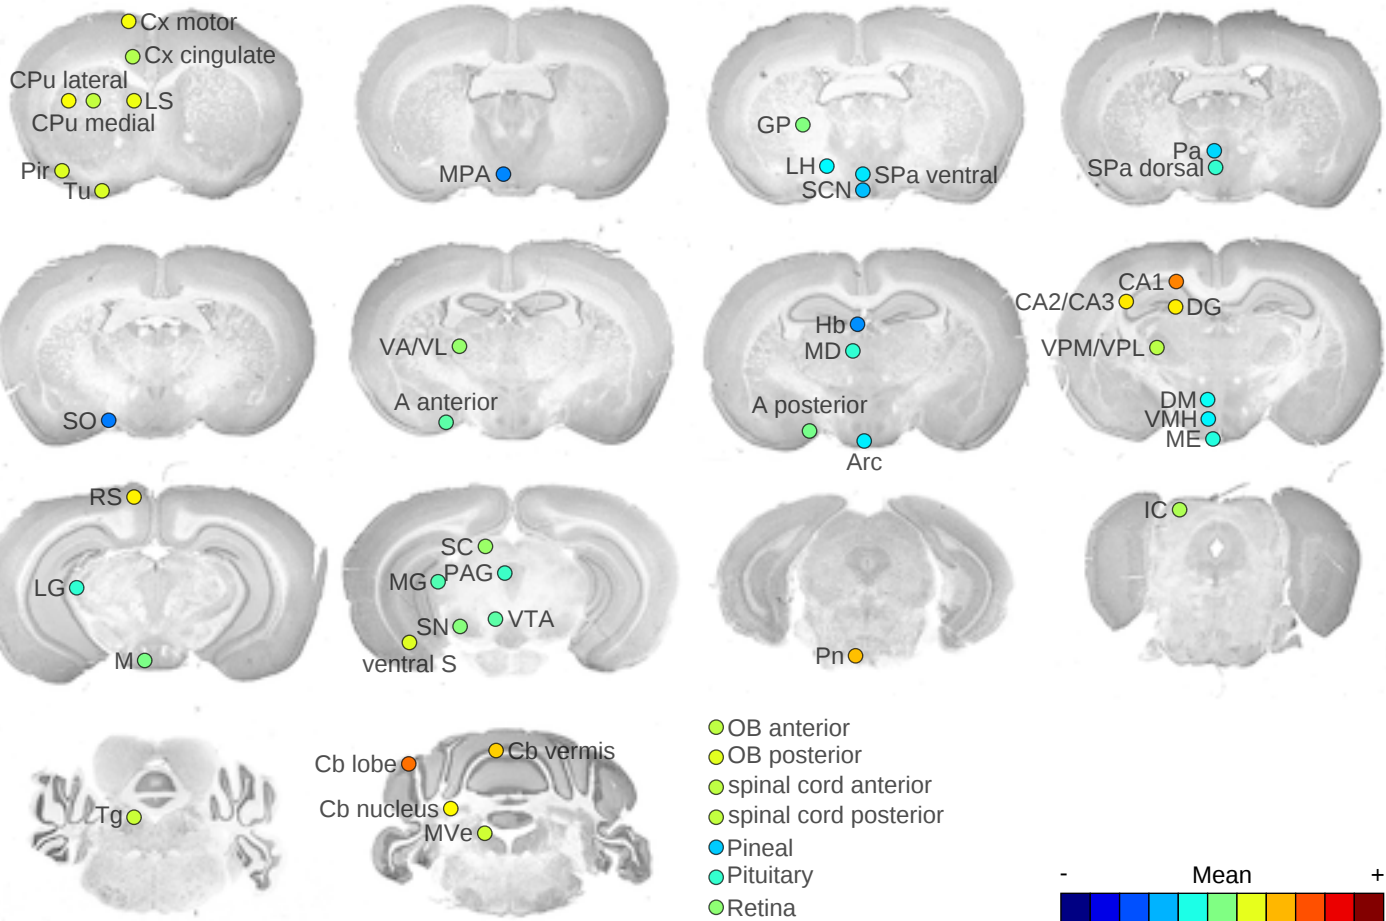 Cx motor
Cx cingulate
CPu lateral
LS
CPu medial
Pir
Tu
MPA
GP
LH
SPa ventral
SCN
Pa
SPa dorsal
SO
VA/VL
A anterior
Hb
MD
A posterior
Arc
CA1
CA2/CA3
DG
VPM/VPL
DM
VMH
ME
RS
LG
M
SC
MG
PAG
SN
VTA
ventral S
Pn
IC
Tg
Cb lobe
Cb vermis
Cb nucleus
MVe
OB anterior
OB posterior
spinal cord anterior
spinal cord posterior
Pineal
Pituitary
Retina
- Mean +